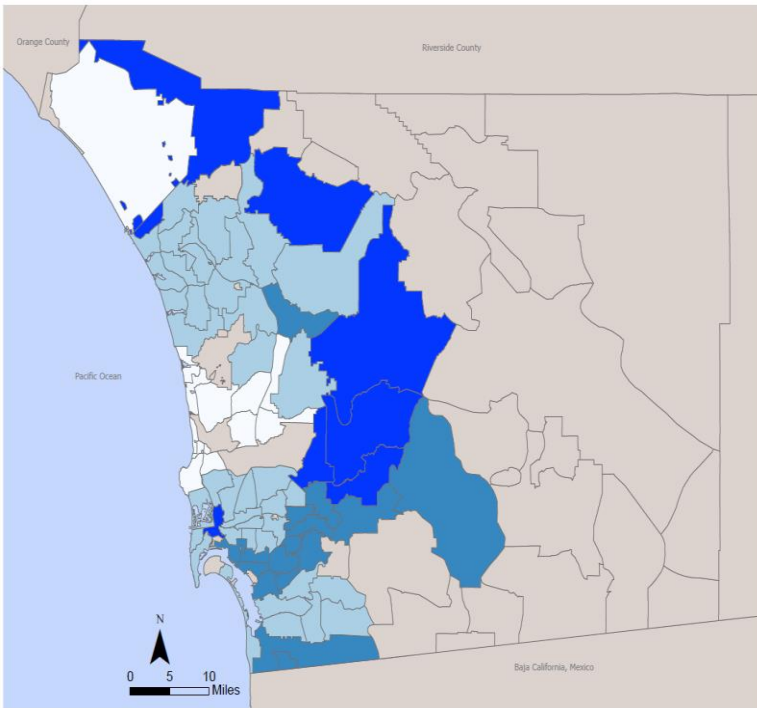 Orange County
Riverside County
Pacific Ocean
N
0 5 10
Miles
Baja California, Mexico